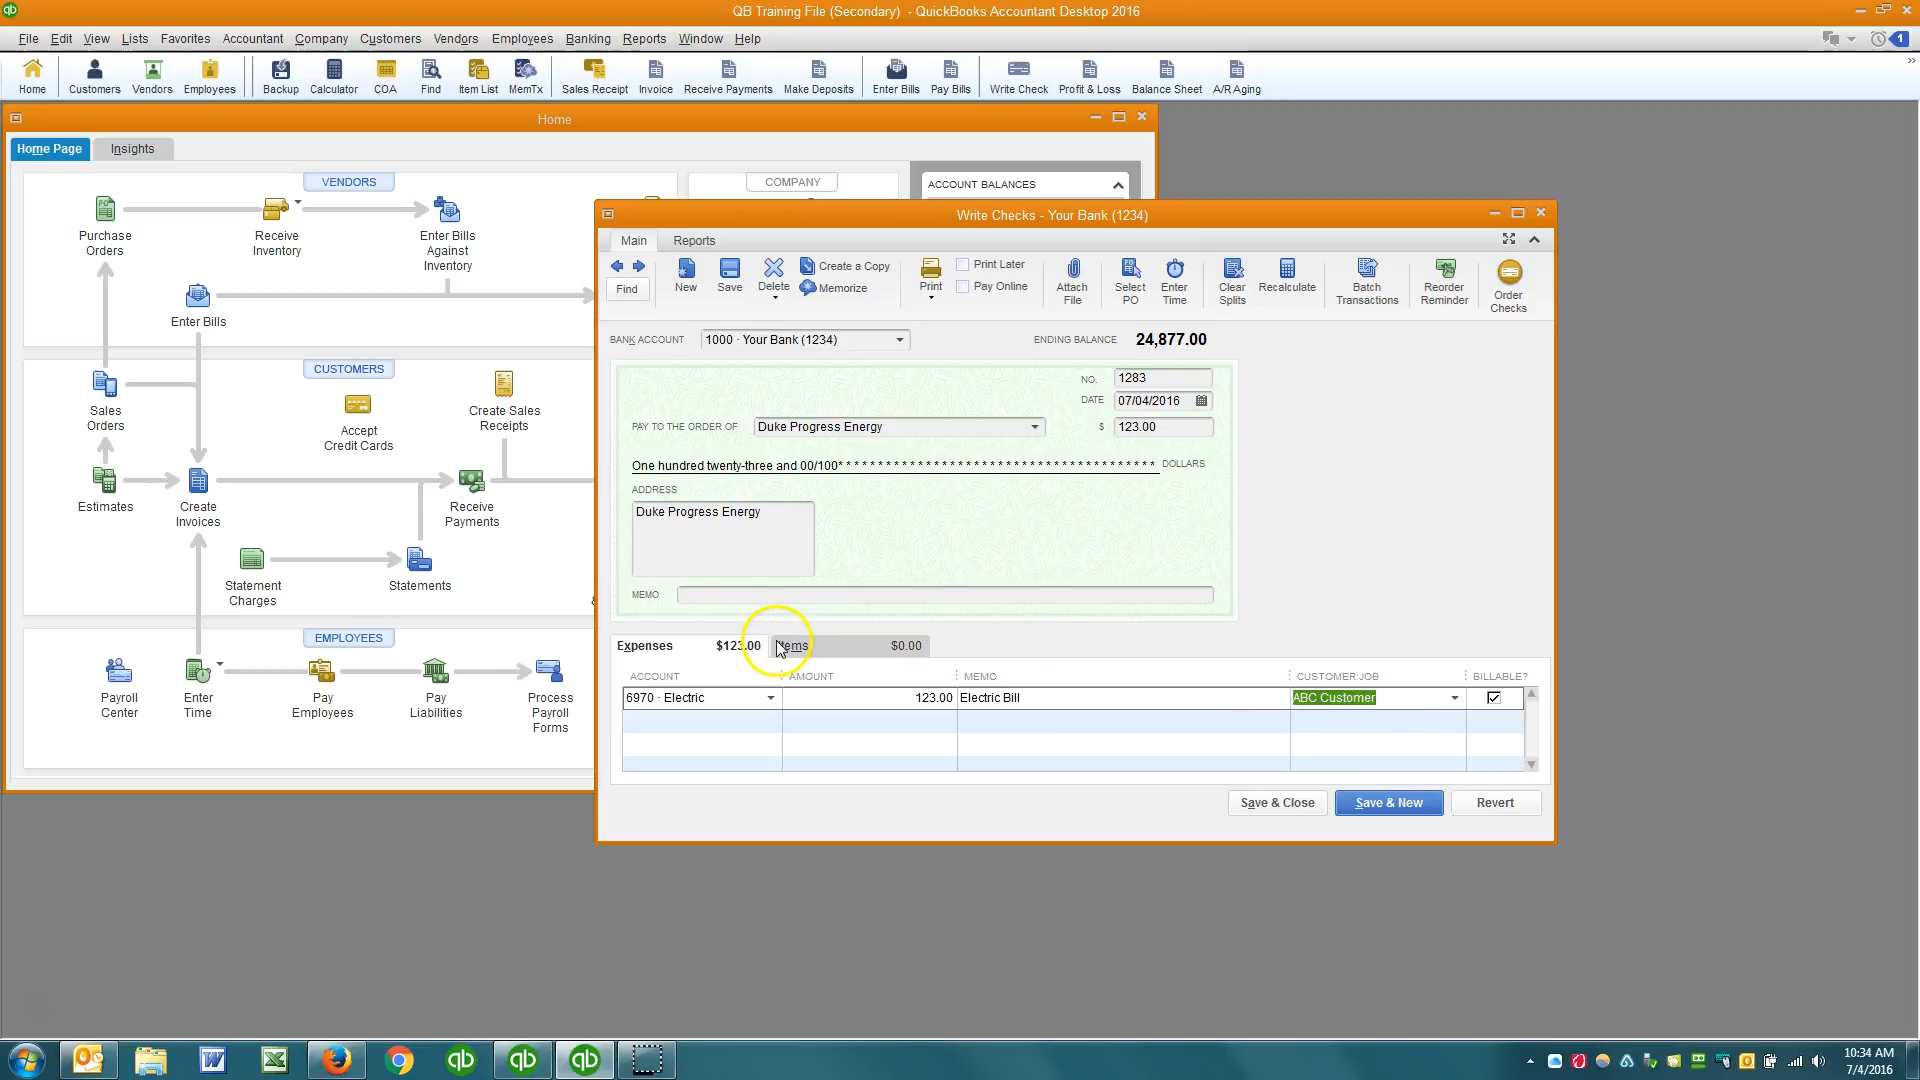 QB Training File (Secondary) - QuickBooks Accountant Desktop 2016
File Edit View Lists Favorites Accountant Company Customers Vendors Employees Banking Reports Window Help
1
Home Customers Vendors Employees Backup Calculator COA Find Item List MemTx Sales Receipt Invoice Receive Payments Make Deposits Enter Bills Pay Bills Write Check Profit & Loss Balance Sheet A/R Aging
Home
Home Page Insights
VENDORS
COMPANY
ACCOUNT BALANCES
Purchase Orders
Receive Inventory
Enter Bills Against Inventory
Enter Bills
CUSTOMERS
Sales Orders
Accept Credit Cards
Create Sales Receipts
Estimates
Create Invoices
Receive Payments
Statement Charges
Statements
EMPLOYEES
Payroll Center
Enter Time
Pay Employees
Pay Liabilities
Process Payroll Forms
Write Checks - Your Bank (1234)
Main Reports
Find
New
Save
Delete
Create a Copy
Memorize
Print
Print Later
Pay Online
Attach File
Select PO
Enter Time
Clear Splits
Recalculate
Batch Transactions
Reorder Reminder
Order Checks
BANK ACCOUNT 1000 · Your Bank (1234) ENDING BALANCE 24,877.00
NO. 1283
DATE 07/04/2016
PAY TO THE ORDER OF Duke Progress Energy $ 123.00
One hundred twenty-three and 00/100* * * * * * * * * * * * * * * * * * * * * * * * * * * * * * * * DOLLARS
ADDRESS
Duke Progress Energy
MEMO
Expenses $123.00 Items $0.00
ACCOUNT AMOUNT MEMO CUSTOMER:JOB BILLABLE?
6970 · Electric 123.00 Electric Bill ABC Customer
Save & Close Save & New Revert
10:34 AM
7/4/2016